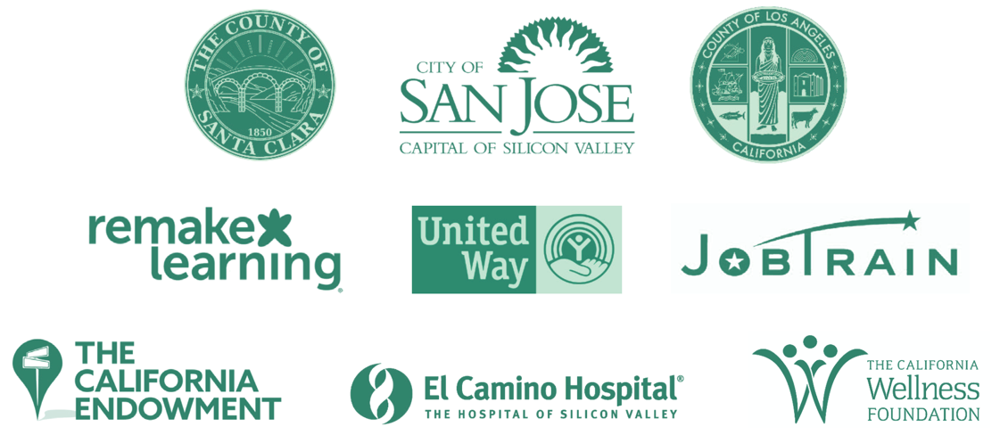 THE COUNTY OF
SANTA CLARA
1850
CITY OF
SAN JOSE
CAPITAL OF SILICON VALLEY
COUNTY OF LOS ANGELES
CALIFORNIA
remake
learning®
United
Way
JOBTRAIN
THE
CALIFORNIA
ENDOWMENT
El Camino Hospital®
THE HOSPITAL OF SILICON VALLEY
THE CALIFORNIA
Wellness
FOUNDATION